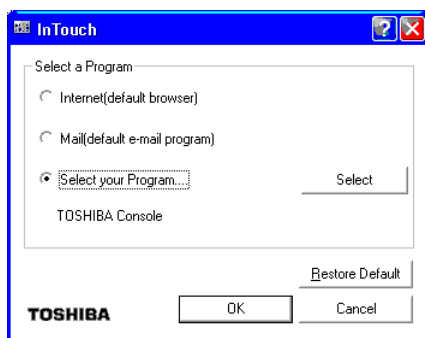 InTouch
Select a Program
Internet(default browser)
Mail(default e-mail program)
Select your Program....
Select
TOSHIBA Console
Restore Default
TOSHIBA
OK
Cancel